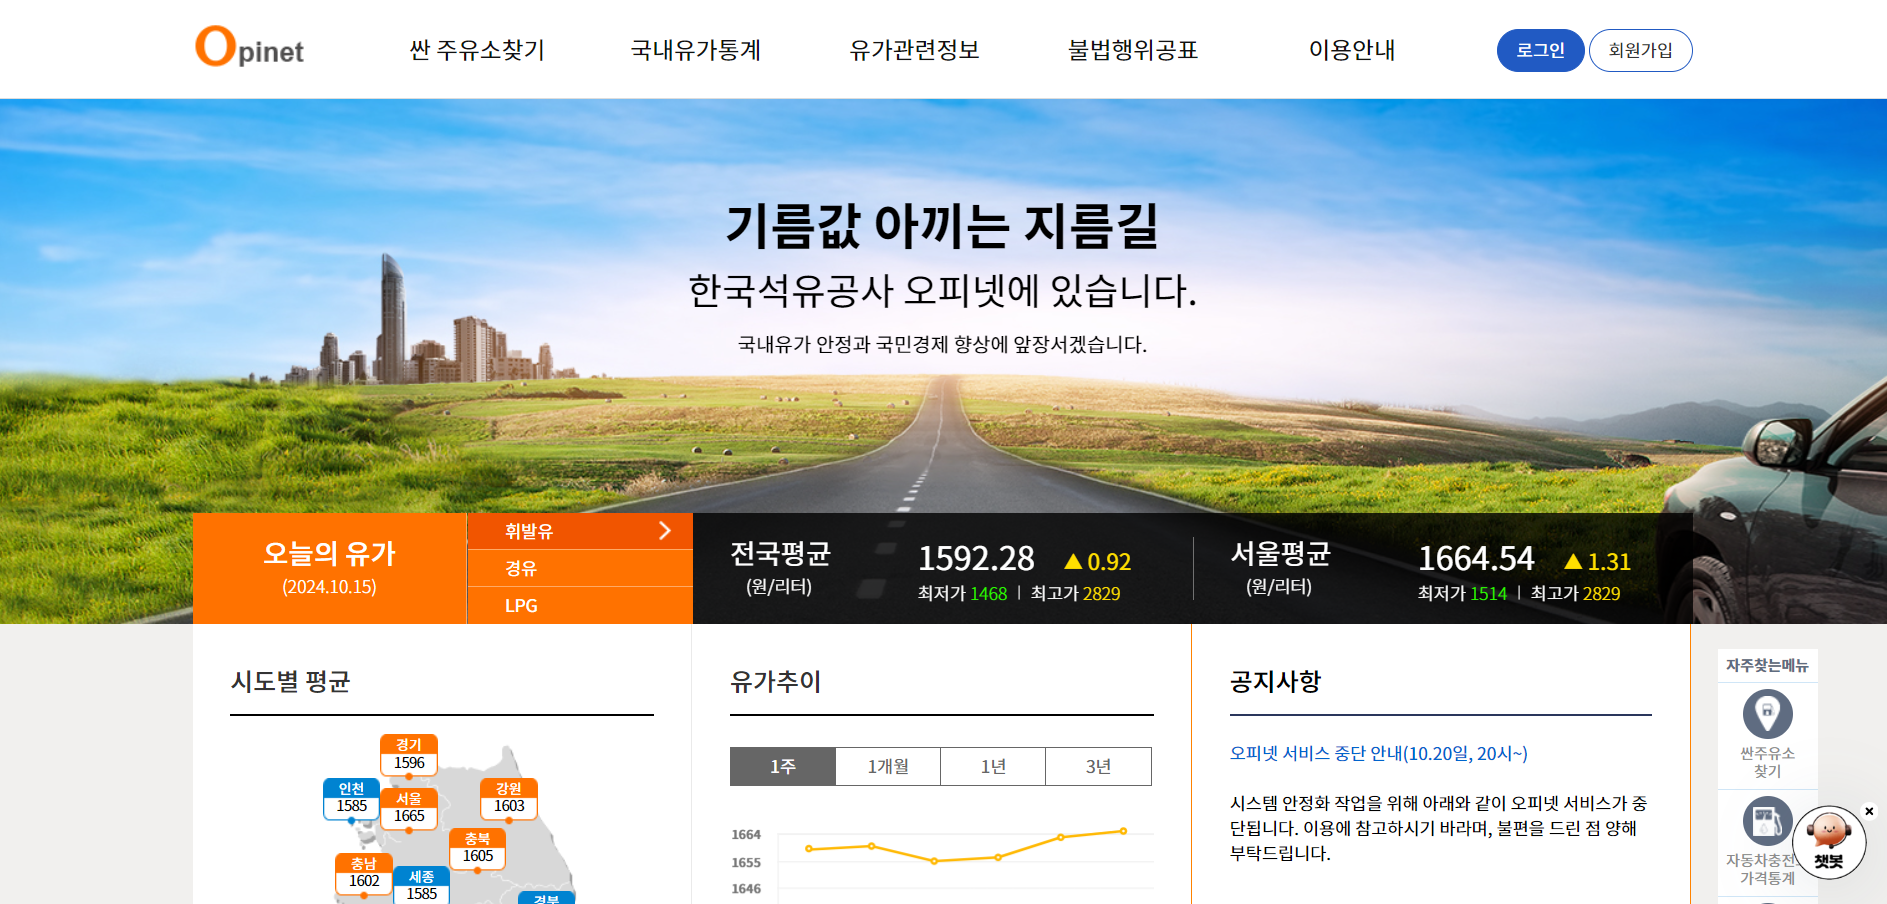 Opinet
싼 주유소찾기
국내유가통계
유가관련정보
불법행위공표
이용안내
로그인
회원가입
기름값 아끼는 지름길
한국석유공사 오피넷에 있습니다.
국내유가 안정과 국민경제 향상에 앞장서겠습니다.
오늘의 유가
(2024.10.15)
휘발유
경유
LPG
전국평균
(원/리터)
1592.28 ▲0.92
최저가 1468 | 최고가 2829
서울평균
(원/리터)
1664.54 ▲1.31
최저가 1514 | 최고가 2829
시도별 평균
경기
1596
인천
1585
서울
1665
강원
1603
충북
1605
충남
1602
세종
1585
경북
유가추이
1주
1개월
1년
3년
1664
1655
1646
공지사항
오피넷 서비스 중단 안내(10.20일, 20시~)
시스템 안정화 작업을 위해 아래와 같이 오피넷 서비스가 중
단됩니다. 이용에 참고하시기 바라며, 불편을 드린 점 양해
부탁드립니다.
자주찾는메뉴
싼주유소
찾기
자동차충전
가격통계
챗봇